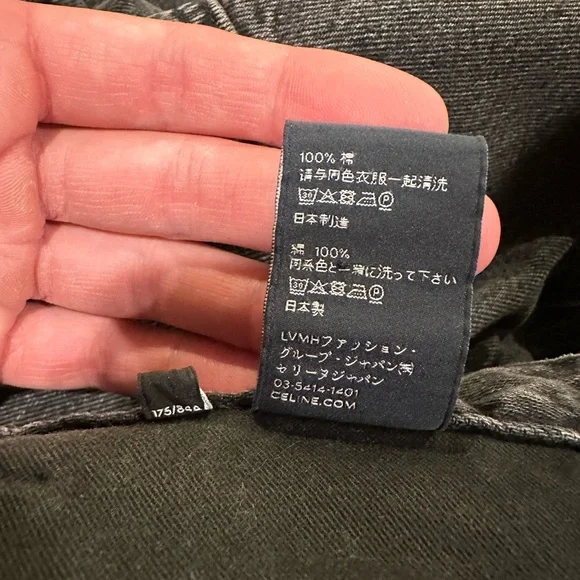 100% 棉
请与同色衣服一起清洗
30 P
日本制造
綿 100%
同系色と一緒に洗って下さい
30 P
日本製
LVMHファッション・
グループ・ジャパン㈱
セリーヌジャパン
03-5414-1401
CELINE.COM